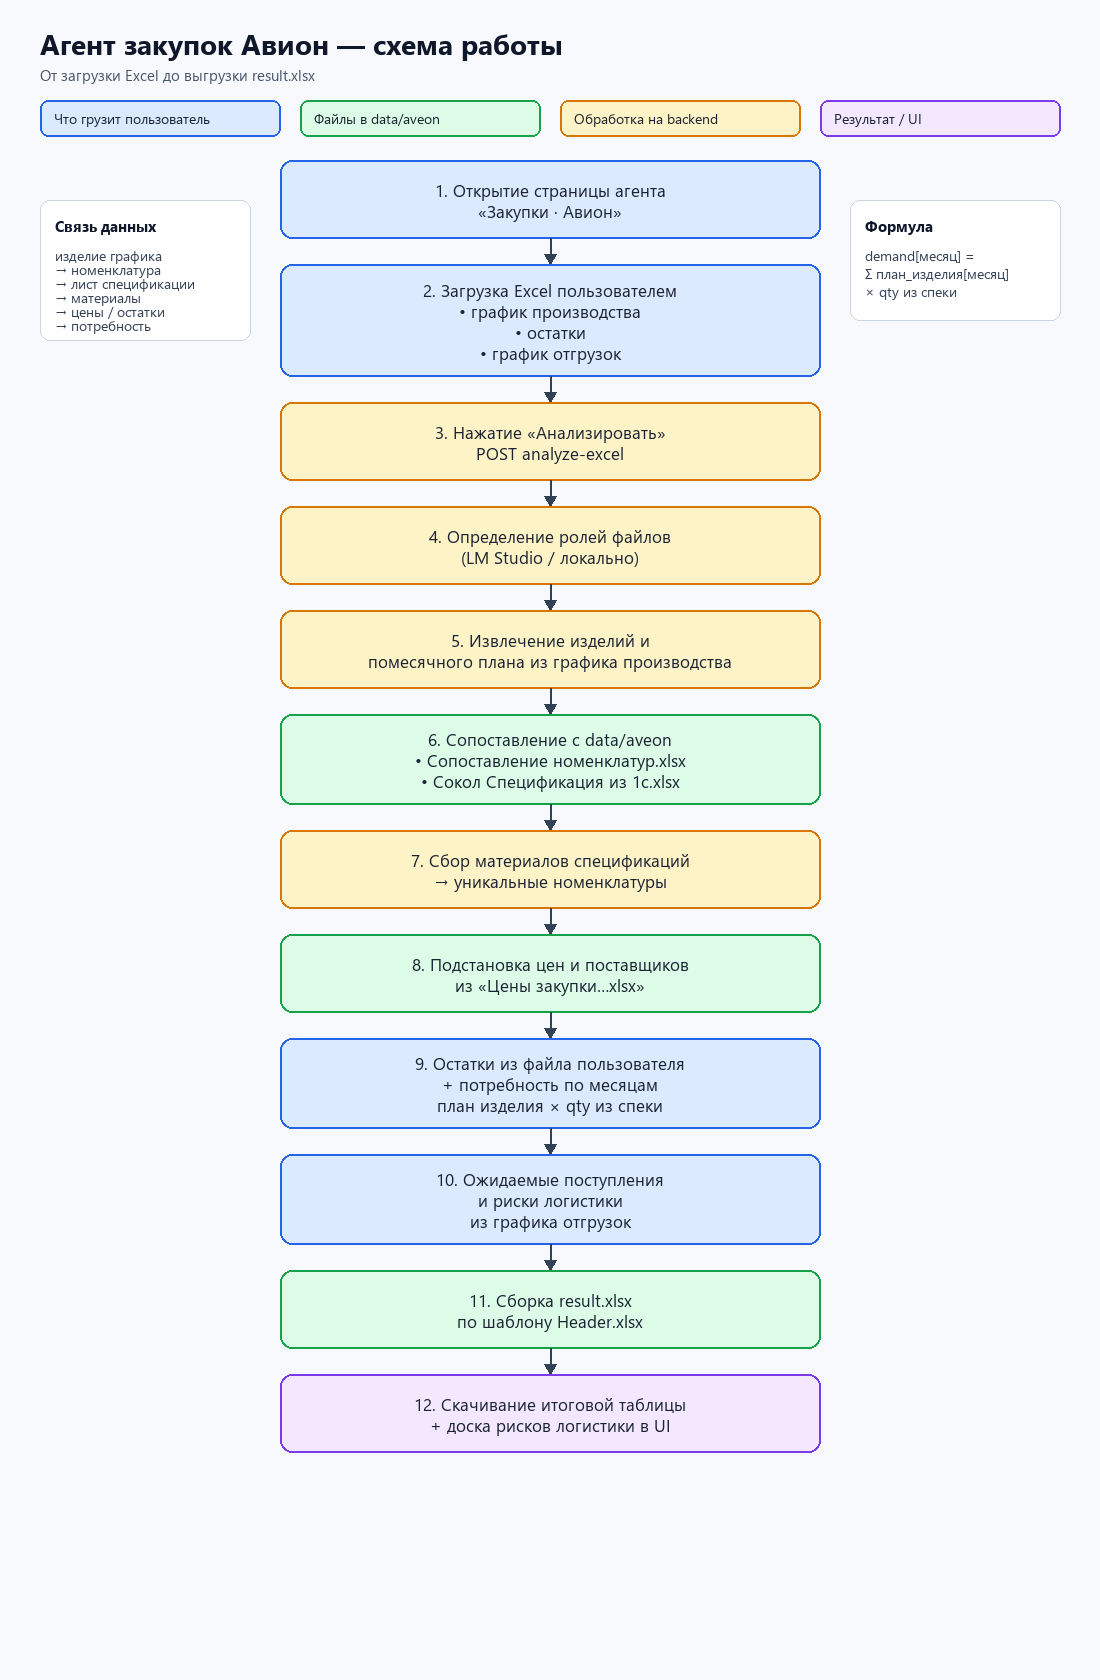 Агент закупок Авион — схема работы
От загрузки Excel до выгрузки result.xlsx
Что грузит пользователь
Файлы в data/aveon
Обработка на backend
Результат / UI
Связь данных
изделие графика
→ номенклатура
→ лист спецификации
→ материалы
→ цены / остатки
→ потребность
Формула
demand[месяц] =
Σ план_изделия[месяц]
× qty из спеки
1. Открытие страницы агента
«Закупки · Авион»
2. Загрузка Excel пользователем
• график производства
• остатки
• график отгрузок
3. Нажатие «Анализировать»
POST analyze-excel
4. Определение ролей файлов
(LM Studio / локально)
5. Извлечение изделий и
помесячного плана из графика производства
6. Сопоставление с data/aveon
• Сопоставление номенклатур.xlsx
• Сокол Спецификация из 1с.xlsx
7. Сбор материалов спецификаций
→ уникальные номенклатуры
8. Подстановка цен и поставщиков
из «Цены закупки...xlsx»
9. Остатки из файла пользователя
+ потребность по месяцам
план изделия × qty из спеки
10. Ожидаемые поступления
и риски логистики
из графика отгрузок
11. Сборка result.xlsx
по шаблону Header.xlsx
12. Скачивание итоговой таблицы
+ доска рисков логистики в UI